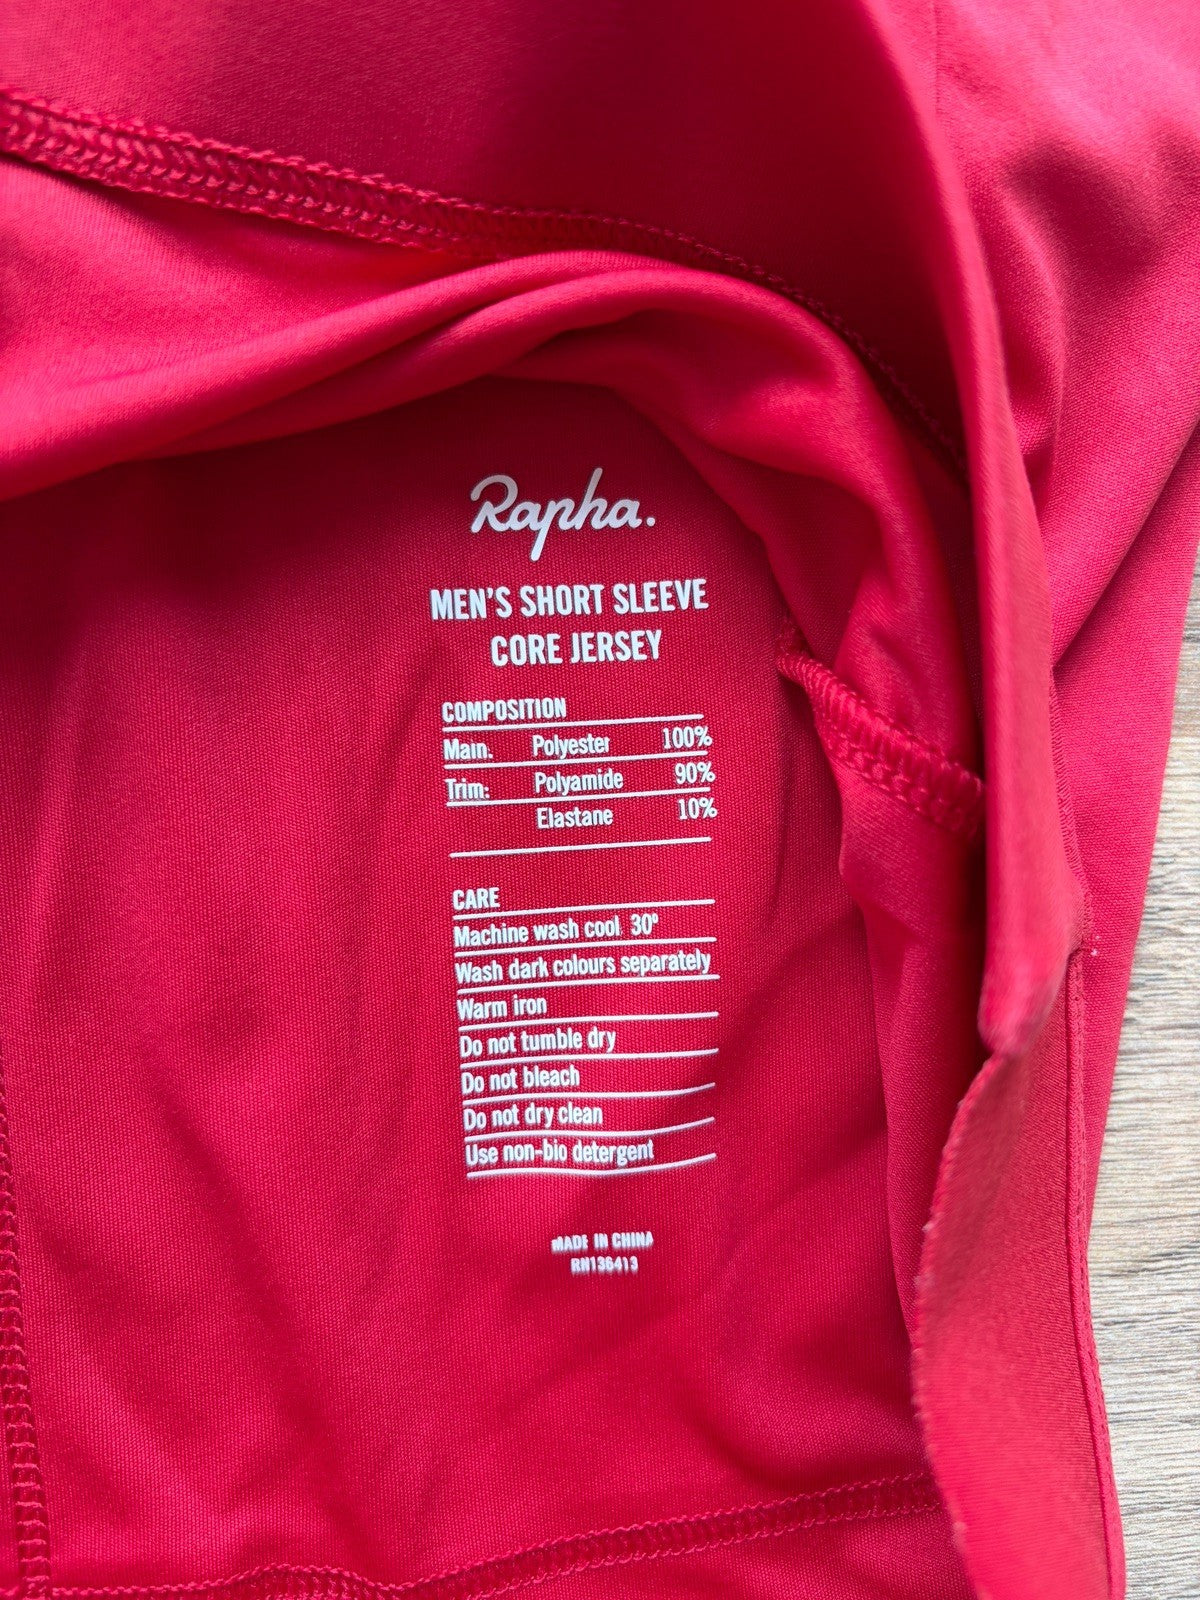 Rapha.
MEN'S SHORT SLEEVE
CORE JERSEY
COMPOSITION
Main. Polyester 100%
Trim: Polyamide 90%
Elastane 10%
CARE
Machine wash cool 30°
Wash dark colours separately
Warm iron
Do not tumble dry
Do not bleach
Do not dry clean
Use non-bio detergent
MADE IN CHINA
RN136413